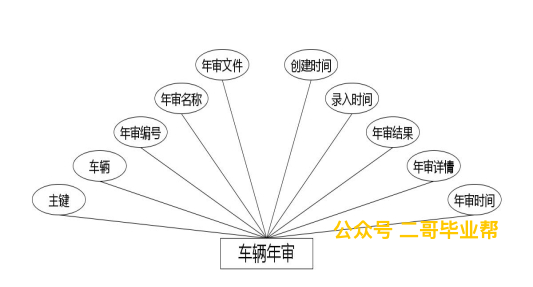 年审文件
创建时间
年审名称
录入时间
年审编号
年审结果
车辆
年审详情
主键
年审时间
公众号 二哥毕业帮
车辆年审